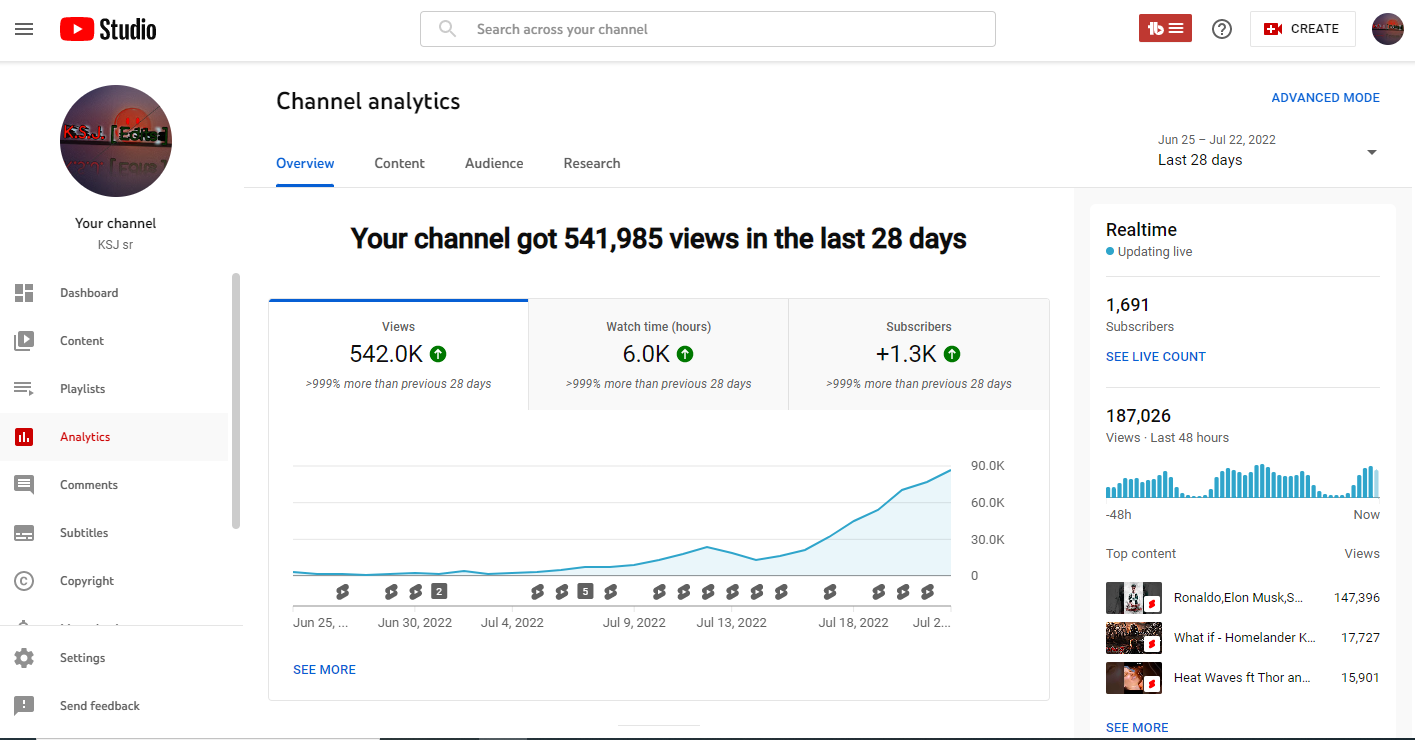 Studio
Search across your channel
CREATE
K.S.J. [ Edits ]
Your channel
KSJ sr
Dashboard
Content
Playlists
Analytics
Comments
Subtitles
Copyright
Settings
Send feedback
Channel analytics
ADVANCED MODE
Overview
Content
Audience
Research
Jun 25 – Jul 22, 2022
Last 28 days
Your channel got 541,985 views in the last 28 days
Views
542.0K
>999% more than previous 28 days
Watch time (hours)
6.0K
>999% more than previous 28 days
Subscribers
+1.3K
>999% more than previous 28 days
90.0K
60.0K
30.0K
0
2
5
Jun 25, ...
Jun 30, 2022
Jul 4, 2022
Jul 9, 2022
Jul 13, 2022
Jul 18, 2022
Jul 2...
SEE MORE
Realtime
Updating live
1,691
Subscribers
SEE LIVE COUNT
187,026
Views · Last 48 hours
-48h
Now
Top content
Views
Ronaldo,Elon Musk,S...
147,396
What if - Homelander K...
17,727
Heat Waves ft Thor an...
15,901
SEE MORE